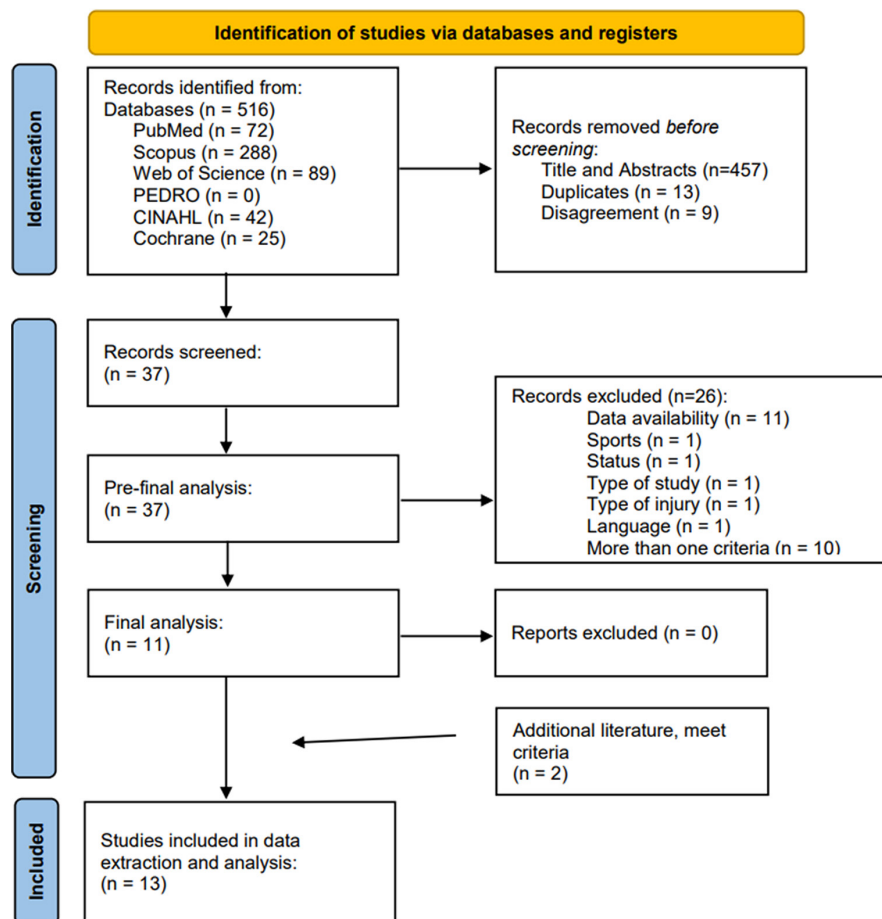 Identification of studies via databases and registers
Identification
Records identified from:
Databases (n = 516)
PubMed (n = 72)
Scopus (n = 288)
Web of Science (n = 89)
PEDRO (n = 0)
CINAHL (n = 42)
Cochrane (n = 25)
Records removed before
screening:
Title and Abstracts (n=457)
Duplicates (n = 13)
Disagreement (n = 9)
Screening
Records screened:
(n = 37)
Pre-final analysis:
(n = 37)
Records excluded (n=26):
Data availability (n = 11)
Sports (n = 1)
Status (n = 1)
Type of study (n = 1)
Type of injury (n = 1)
Language (n = 1)
More than one criteria (n = 10)
Final analysis:
(n = 11)
Reports excluded (n = 0)
Additional literature, meet
criteria
(n = 2)
Included
Studies included in data
extraction and analysis:
(n = 13)